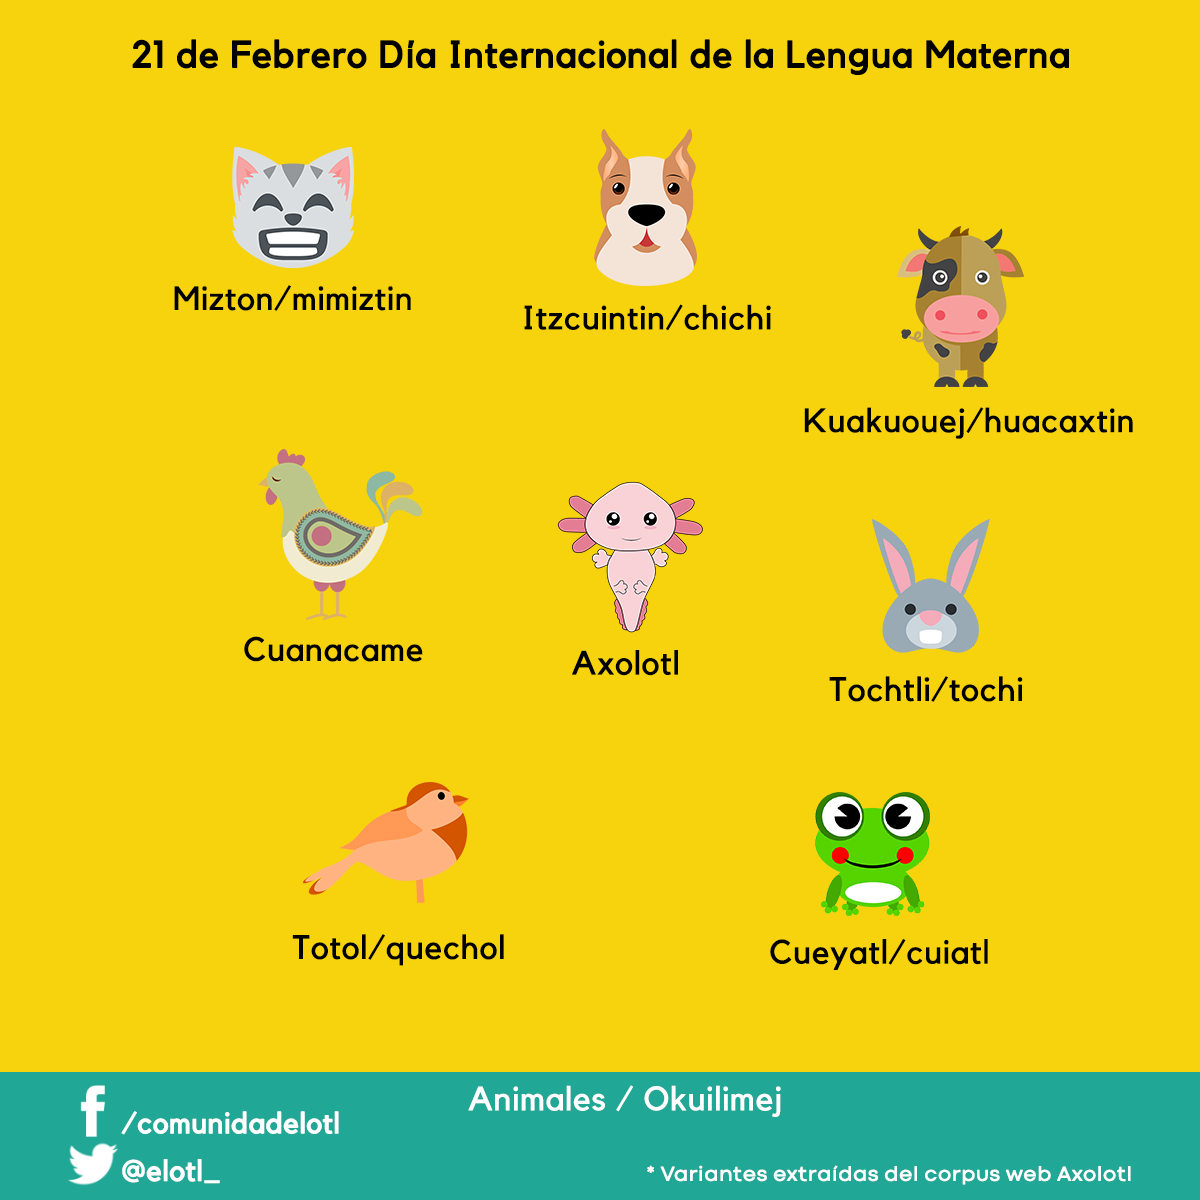 21 de Febrero Día Internacional de la Lengua Materna
Mizton/mimiztin
Itzcuintin/chichi
Kuakuouej/huacaxtin
Cuanacame
Axolotl
Tochtli/tochi
Totol/quechol
Cueyatl/cuiatl
Animales / Okuilimej
/comunidadelotl
@elotl_
* Variantes extraídas del corpus web Axolotl